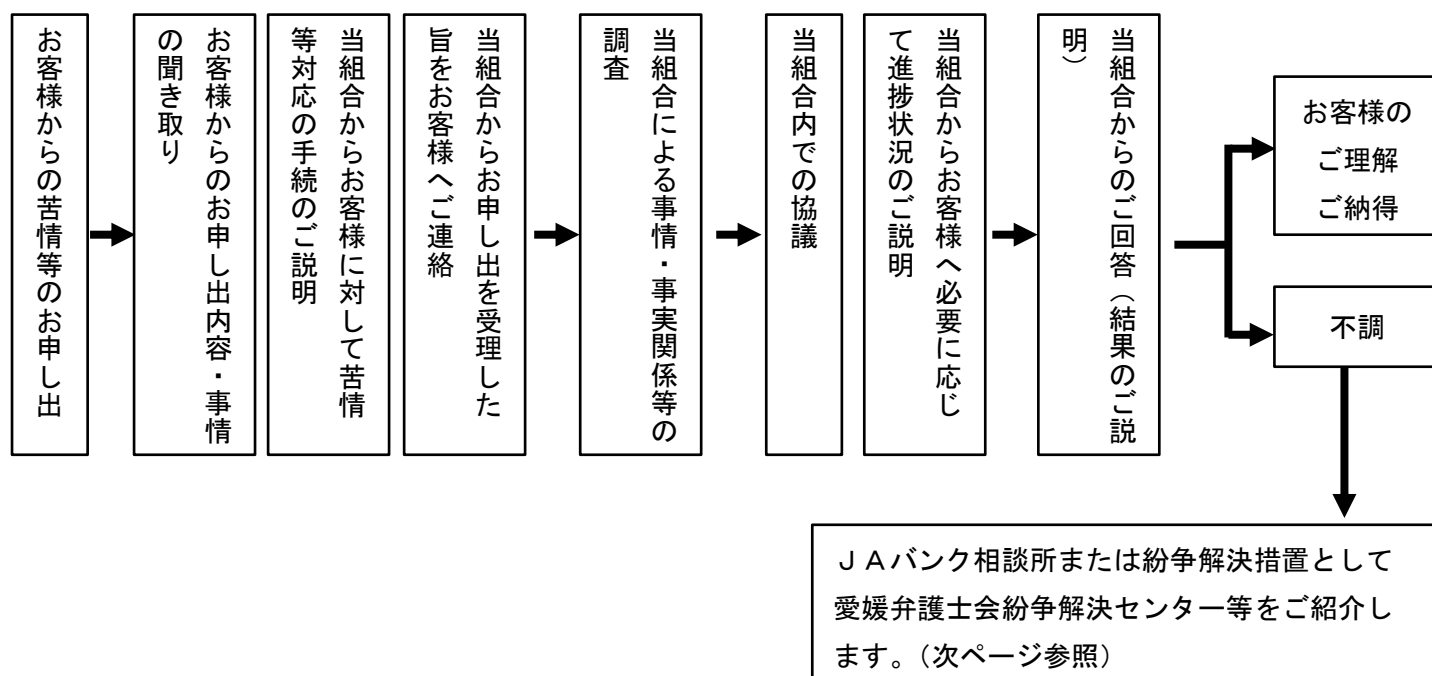 お客様からの苦情等のお申し出
お客様からのお申し出内容・事情
の聞き取り
当組合からお客様に対して苦情
等対応の手続のご説明
当組合からお申し出を受理した
旨をお客様へご連絡
当組合による事情・事実関係等の
調査
当組合内での協議
当組合からお客様へ必要に応じ
て進捗状況のご説明
当組合からのご回答（結果のご説
明）
お客様の
ご理解
ご納得
不調
ＪＡバンク相談所または紛争解決措置として
愛媛弁護士会紛争解決センター等をご紹介し
ます。（次ページ参照）